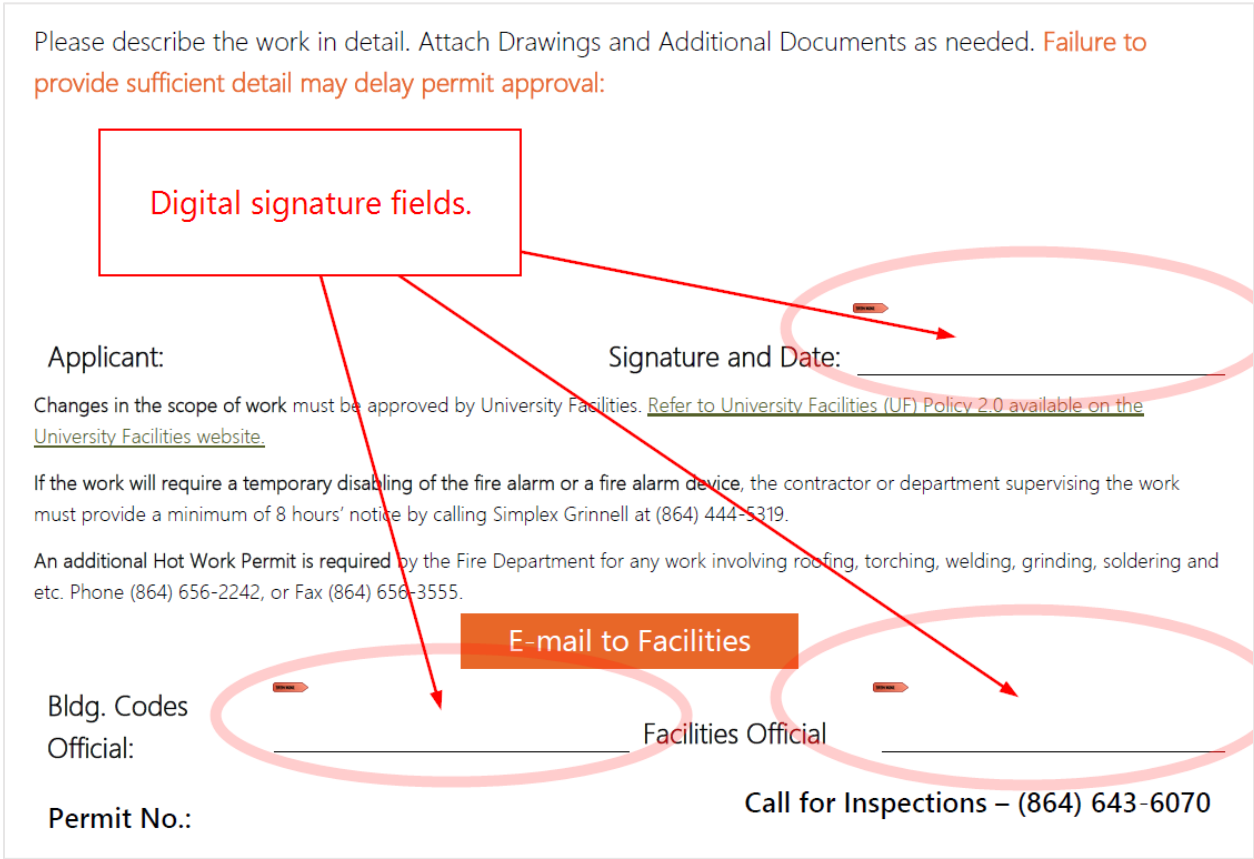 Please describe the work in detail. Attach Drawings and Additional Documents as needed. Failure to
provide sufficient detail may delay permit approval:
Digital signature fields.
Applicant:
Signature and Date:
Changes in the scope of work must be approved by University Facilities. Refer to University Facilities (UF) Policy 2.0 available on the
University Facilities website.
If the work will require a temporary disabling of the fire alarm or a fire alarm device, the contractor or department supervising the work
must provide a minimum of 8 hours’ notice by calling Simplex Grinnell at (864) 444-5319.
An additional Hot Work Permit is required by the Fire Department for any work involving roofing, torching, welding, grinding, soldering and
etc. Phone (864) 656-2242, or Fax (864) 656-3555.
E-mail to Facilities
Bldg. Codes
Official:
Facilities Official
Permit No.:
Call for Inspections – (864) 643-6070